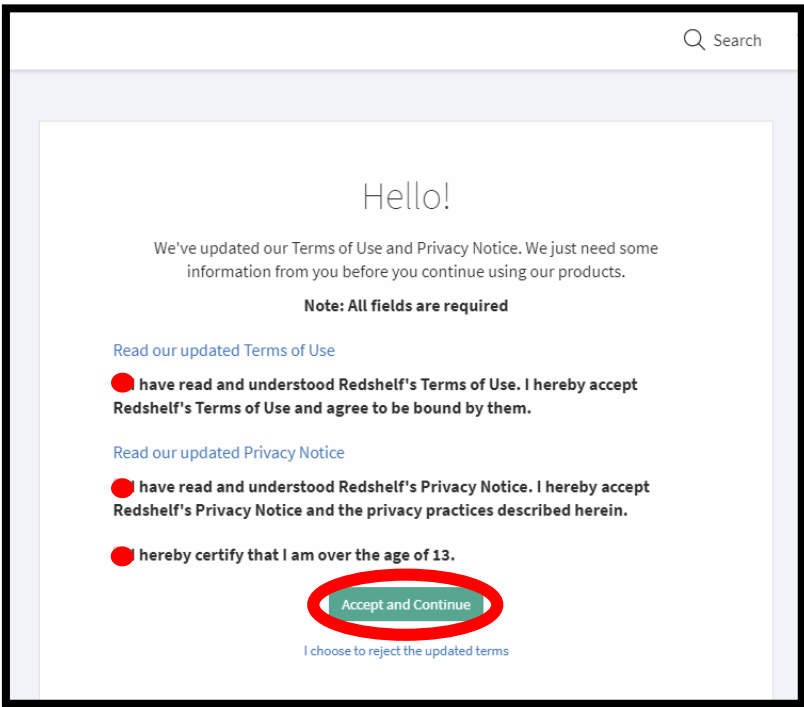 Search
Hello!
We've updated our Terms of Use and Privacy Notice. We just need some
information from you before you continue using our products.
Note: All fields are required
Read our updated Terms of Use
I have read and understood Redshelf's Terms of Use. I hereby accept
Redshelf's Terms of Use and agree to be bound by them.
Read our updated Privacy Notice
I have read and understood Redshelf's Privacy Notice. I hereby accept
Redshelf's Privacy Notice and the privacy practices described herein.
I hereby certify that I am over the age of 13.
Accept and Continue
I choose to reject the updated terms